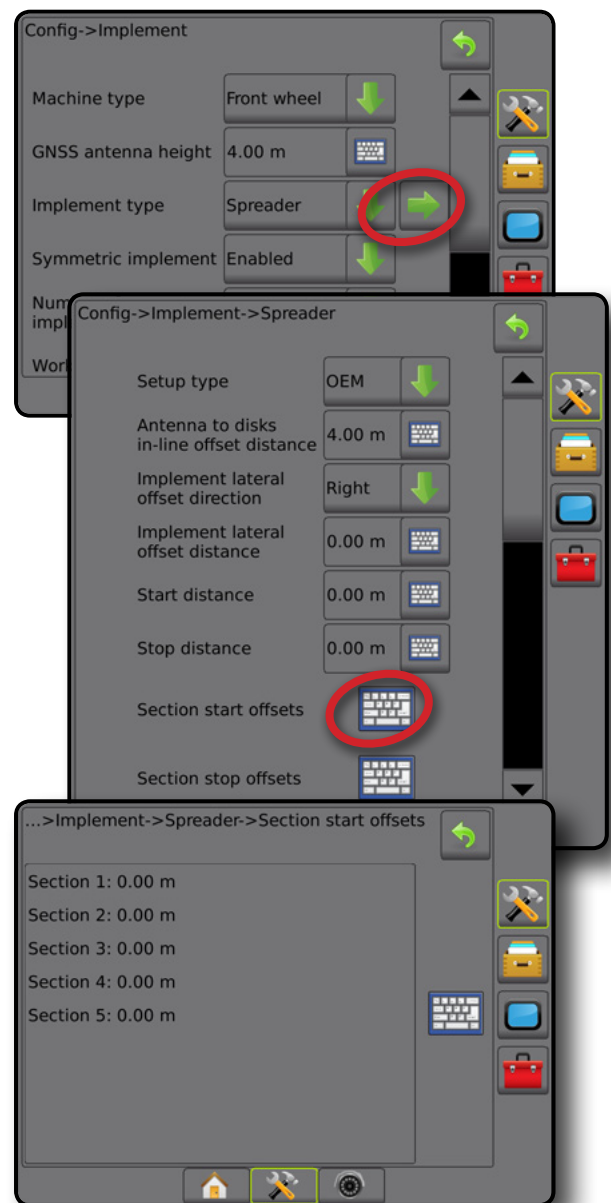 Config->Implement
Machine type Front wheel
GNSS antenna height 4.00 m
Implement type Spreader
Symmetric implement Enabled
Config->Implement->Spreader
Setup type OEM
Antenna to disks
in-line offset distance 4.00 m
Implement lateral
offset direction Right
Implement lateral
offset distance 0.00 m
Start distance 0.00 m
Stop distance 0.00 m
Section start offsets
Section stop offsets
...>Implement->Spreader->Section start offsets
Section 1: 0.00 m
Section 2: 0.00 m
Section 3: 0.00 m
Section 4: 0.00 m
Section 5: 0.00 m